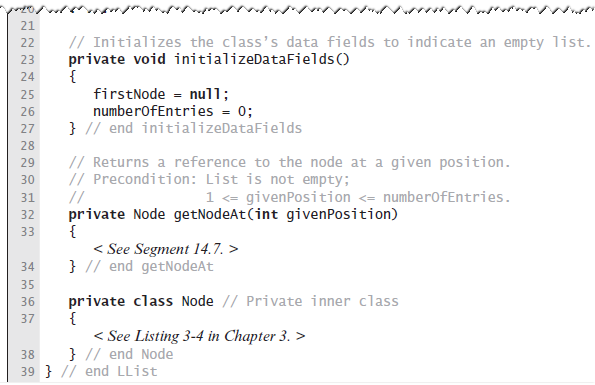 21
22 // Initializes the class's data fields to indicate an empty list.
23 private void initializeDataFields()
24 {
25 firstNode = null;
26 numberOfEntries = 0;
27 } // end initializeDataFields
28
29 // Returns a reference to the node at a given position.
30 // Precondition: List is not empty;
31 // 1 <= givenPosition <= numberOfEntries.
32 private Node getNodeAt(int givenPosition)
33 {
< See Segment 14.7. >
34 } // end getNodeAt
35
36 private class Node // Private inner class
37 {
< See Listing 3-4 in Chapter 3. >
38 } // end Node
39 } // end LList